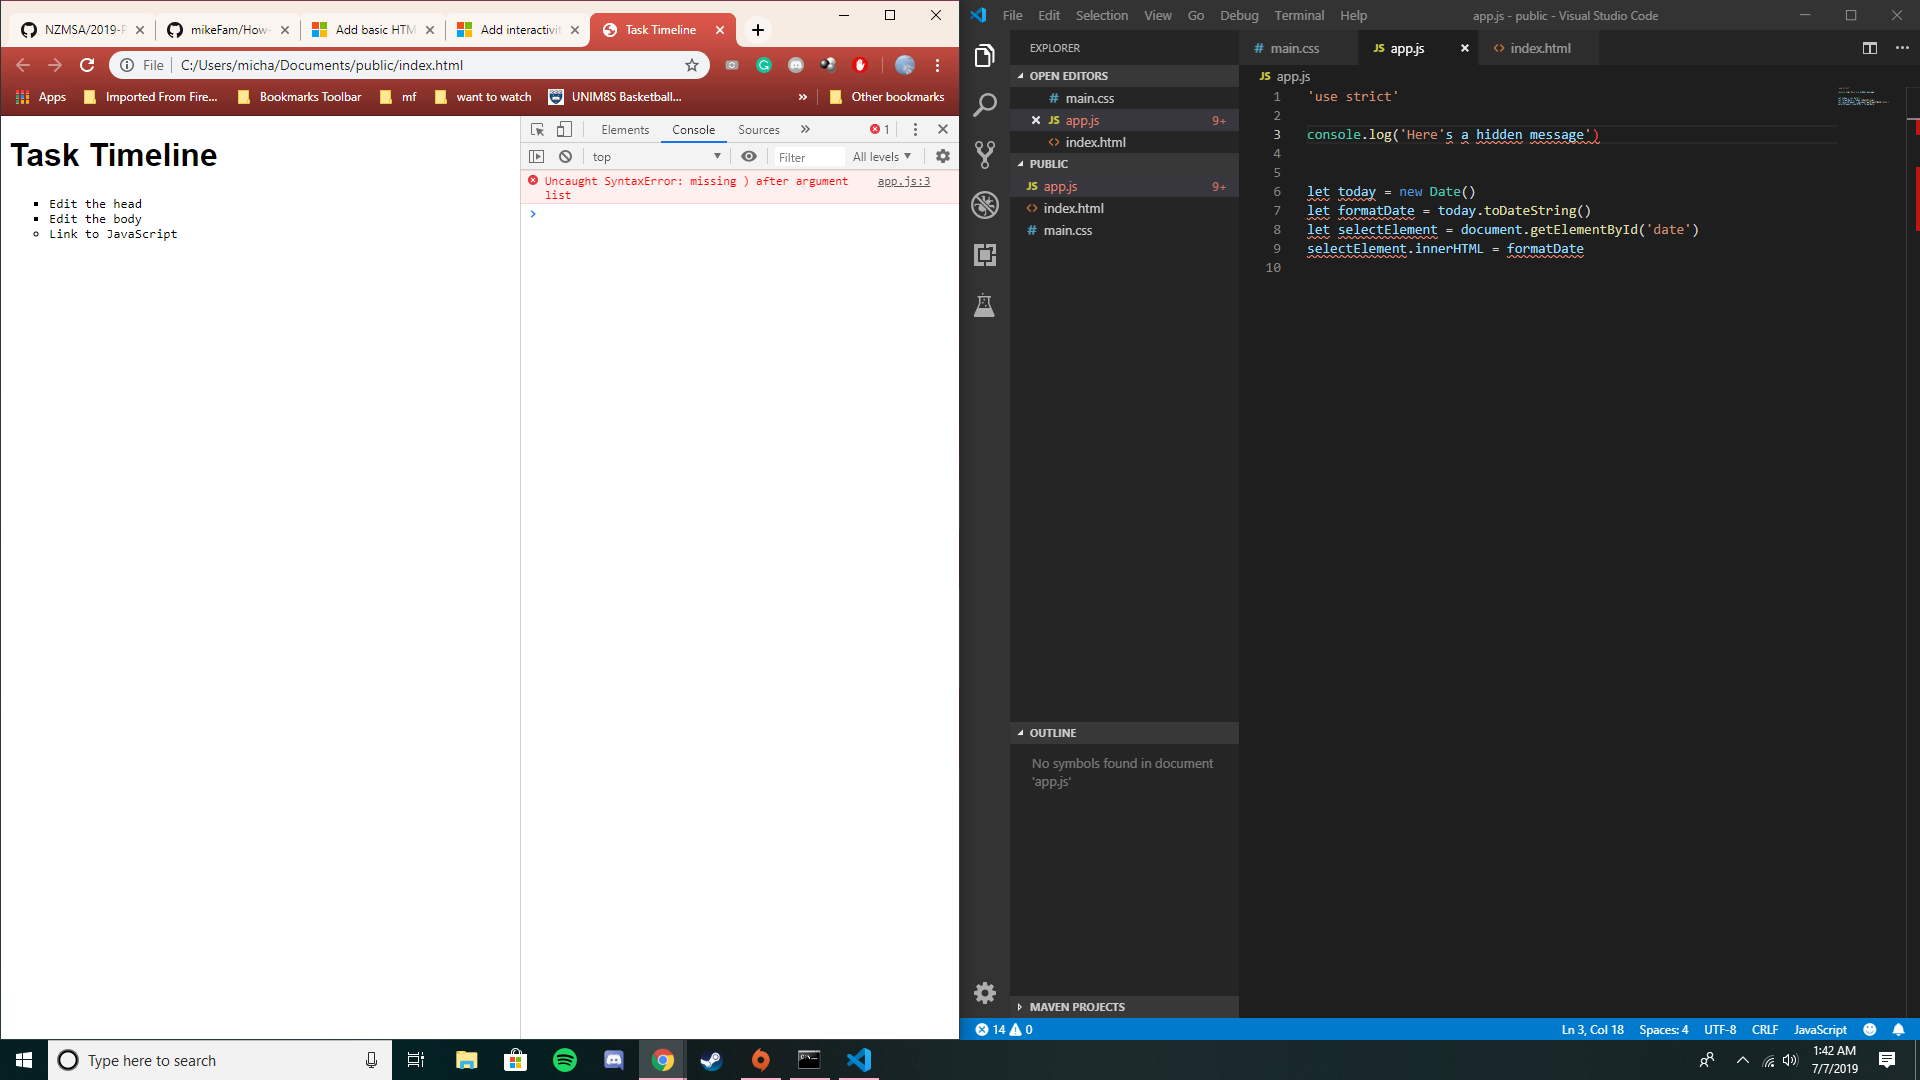 NZMSA/2019-P
mikeFam/How-
Add basic HTM
Add interactivit
Task Timeline
File
C:/Users/micha/Documents/public/index.html
Apps
Imported From Fire...
Bookmarks Toolbar
mf
want to watch
UNIM8S Basketball...
»
Other bookmarks
Task Timeline
Edit the head
Edit the body
Link to JavaScript
Elements
Console
Sources
»
1
top
Filter
All levels
Uncaught SyntaxError: missing ) after argument app.js:3
list
File Edit Selection View Go Debug Terminal Help
app.js - public - Visual Studio Code
EXPLORER
OPEN EDITORS
# main.css
JS app.js 9+
<> index.html
PUBLIC
JS app.js 9+
<> index.html
# main.css
OUTLINE
No symbols found in document
'app.js'
MAVEN PROJECTS
# main.css
JS app.js
<> index.html
JS app.js
1 'use strict'
2
3 console.log('Here's a hidden message')
4
5
6 let today = new Date()
7 let formatDate = today.toDateString()
8 let selectElement = document.getElementById('date')
9 selectElement.innerHTML = formatDate
10
14 0
Ln 3, Col 18 Spaces: 4 UTF-8 CRLF JavaScript
Type here to search
1:42 AM
7/7/2019